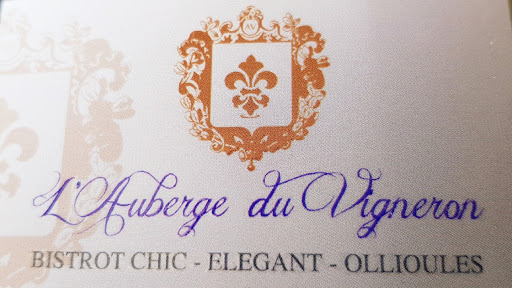 L'Auberge du Vigneron
BISTROT CHIC - ELEGANT - OLLIOULES